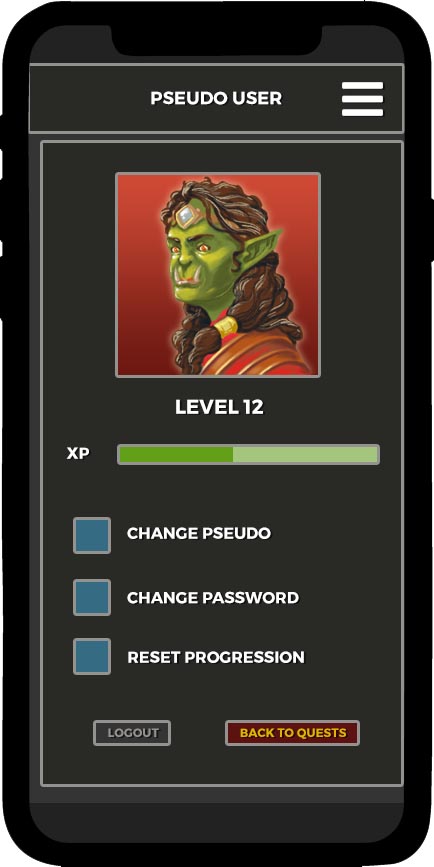 PSEUDO USER
LEVEL 12
XP
CHANGE PSEUDO
CHANGE PASSWORD
RESET PROGRESSION
LOGOUT
BACK TO QUESTS